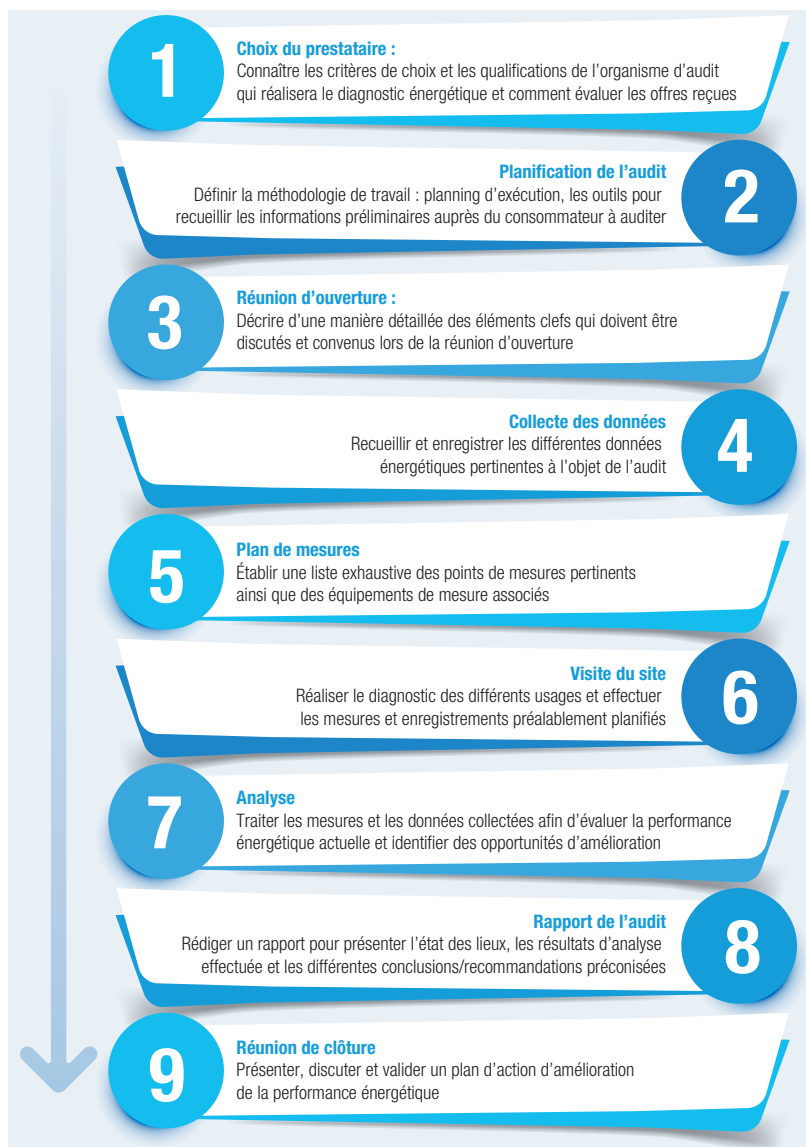 1
Choix du prestataire :
Connaître les critères de choix et les qualifications de l'organisme d'audit
qui réalisera le diagnostic énergétique et comment évaluer les offres reçues
2
Planification de l'audit
Définir la méthodologie de travail : planning d'exécution, les outils pour
recueillir les informations préliminaires auprès du consommateur à auditer
3
Réunion d'ouverture :
Décrire d'une manière détaillée des éléments clefs qui doivent être
discutés et convenus lors de la réunion d'ouverture
4
Collecte des données
Recueillir et enregistrer les différentes données
énergétiques pertinentes à l'objet de l'audit
5
Plan de mesures
Établir une liste exhaustive des points de mesures pertinents
ainsi que des équipements de mesure associés
6
Visite du site
Réaliser le diagnostic des différents usages et effectuer
les mesures et enregistrements préalablement planifiés
7
Analyse
Traiter les mesures et les données collectées afin d'évaluer la performance
énergétique actuelle et identifier des opportunités d'amélioration
8
Rapport de l'audit
Rédiger un rapport pour présenter l'état des lieux, les résultats d'analyse
effectuée et les différentes conclusions/recommandations préconisées
9
Réunion de clôture
Présenter, discuter et valider un plan d'action d'amélioration
de la performance énergétique